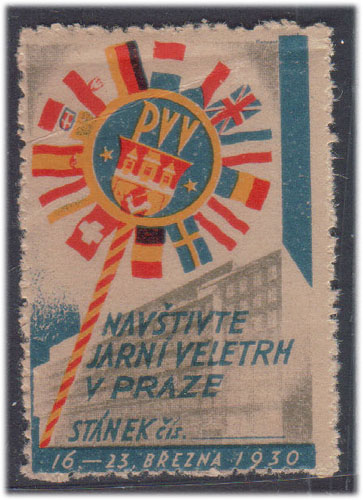 PVV
NAVŠTIVTE
JARNÍ VELETRH
V PRAZE
STÁNEK čís.
16.–23. BŘEZNA 1930